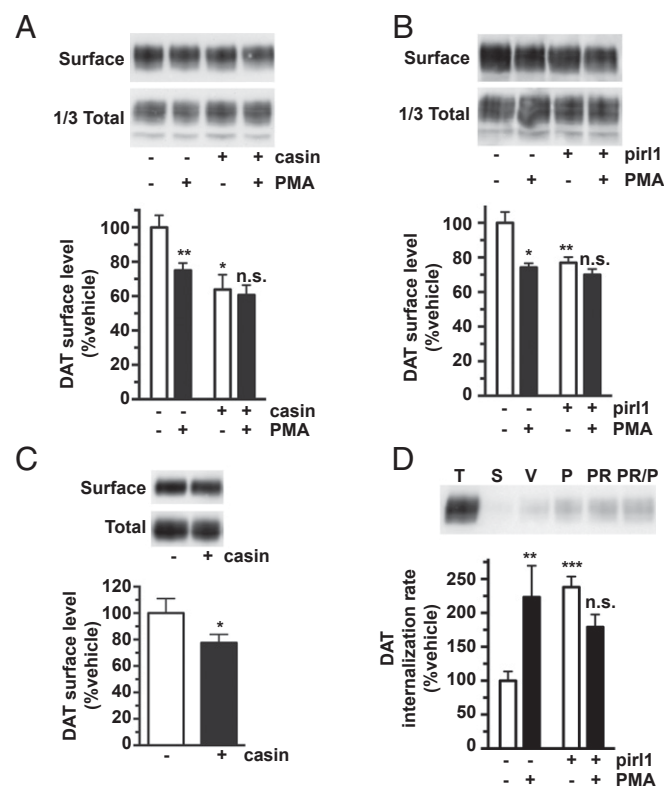 A
Surface
1/3 Total
- - + + casin
- + - + PMA
DAT surface level
(%vehicle)
120
100
80
60
40
20
0
**
*
n.s.
- - + + casin
- + - + PMA
B
Surface
1/3 Total
- - + + pirl1
- + - + PMA
DAT surface level
(%vehicle)
100
80
60
40
20
0
*
**
n.s.
- - + + pirl1
- + - + PMA
C
Surface
Total
- + casin
DAT surface level
(%vehicle)
120
100
80
60
40
20
0
*
- + casin
D
T S V P PR PR/P
DAT
internalization rate
(%vehicle)
250
200
150
100
50
0
**
***
n.s.
- - + + pirl1
- + - + PMA